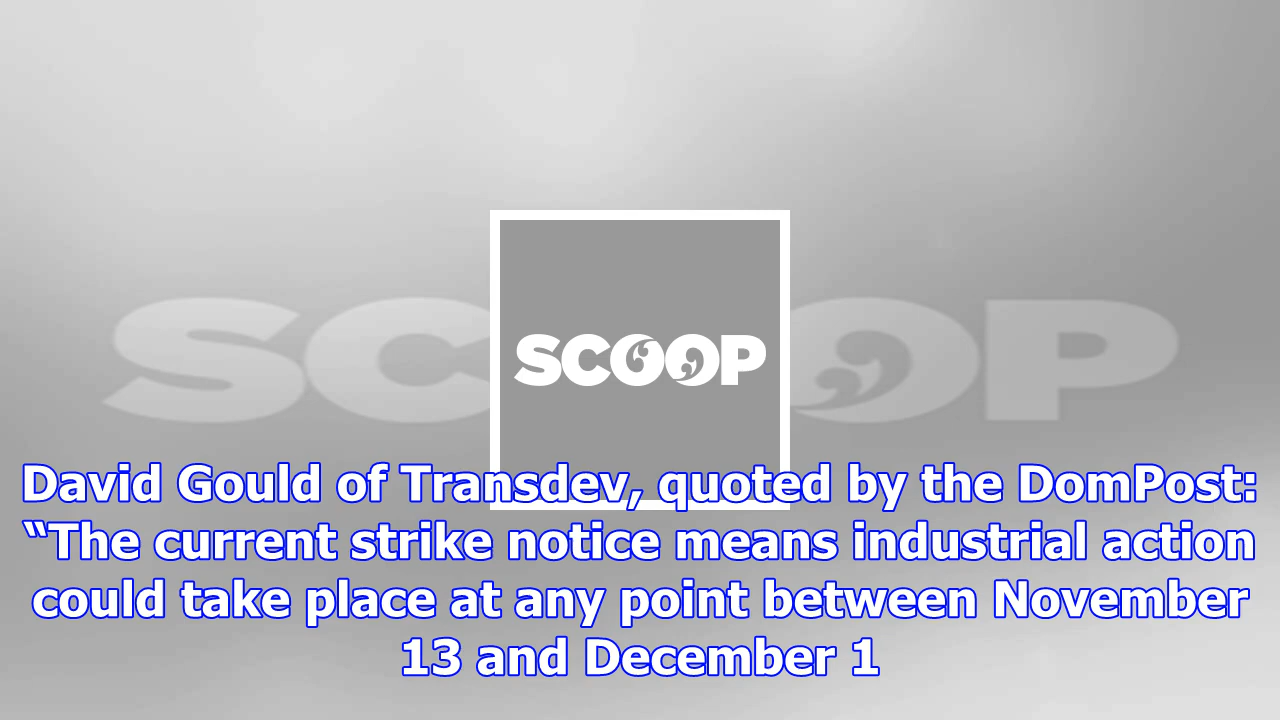 SCOOP
SCOOP
David Gould of Transdev, quoted by the DomPost:
“The current strike notice means industrial action
could take place at any point between November
13 and December 1